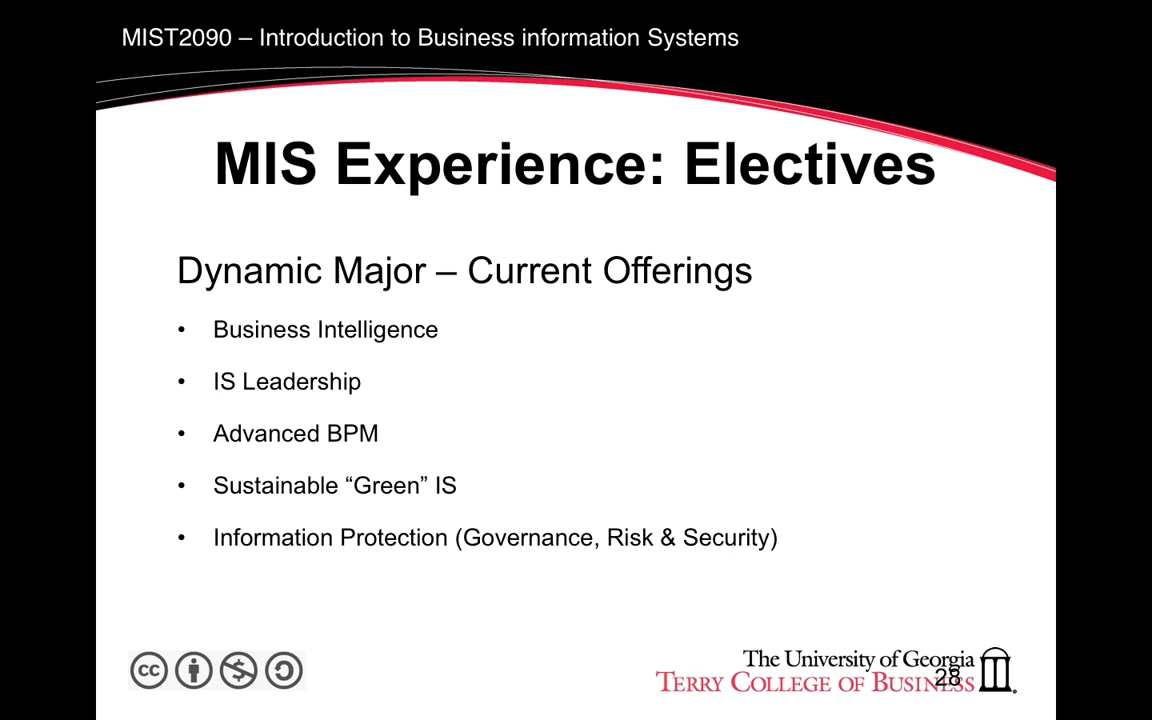 MIST2090 – Introduction to Business information Systems
MIS Experience: Electives
Dynamic Major – Current Offerings
• Business Intelligence
• IS Leadership
• Advanced BPM
• Sustainable “Green” IS
• Information Protection (Governance, Risk & Security)
cc
The University of Georgia
Terry College of Business
28